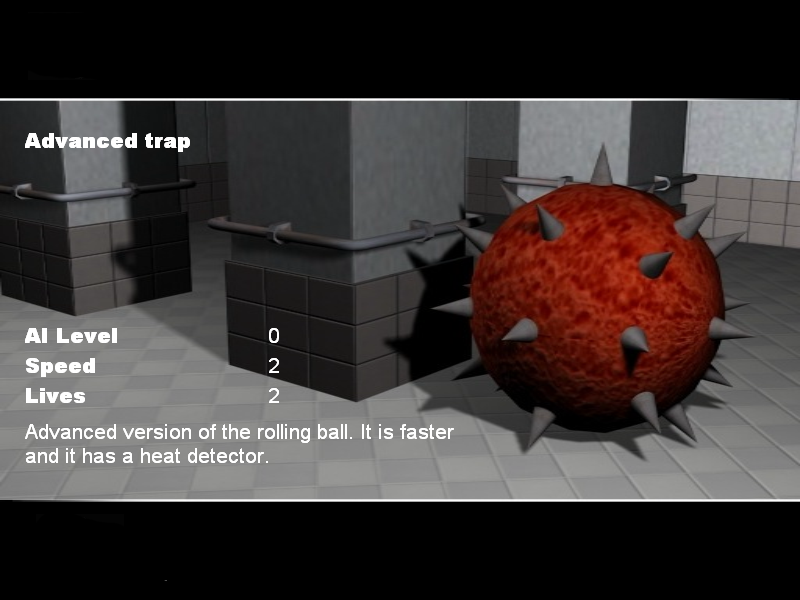 Advanced trap
AI Level 0
Speed 2
Lives 2
Advanced version of the rolling ball. It is faster
and it has a heat detector.